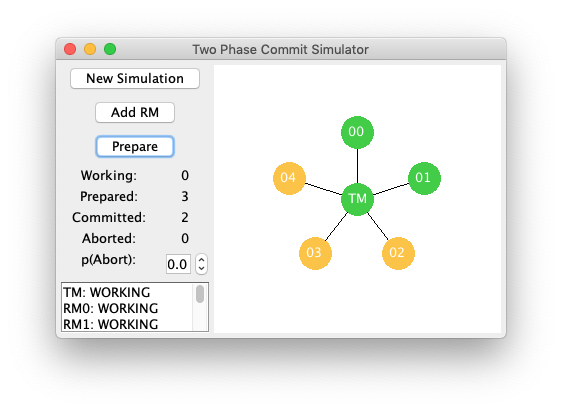 Two Phase Commit Simulator
New Simulation
Add RM
Prepare
Working: 0
Prepared: 3
Committed: 2
Aborted: 0
p(Abort): 0.0
TM: WORKING
RM0: WORKING
RM1: WORKING
00
04
01
TM
03
02